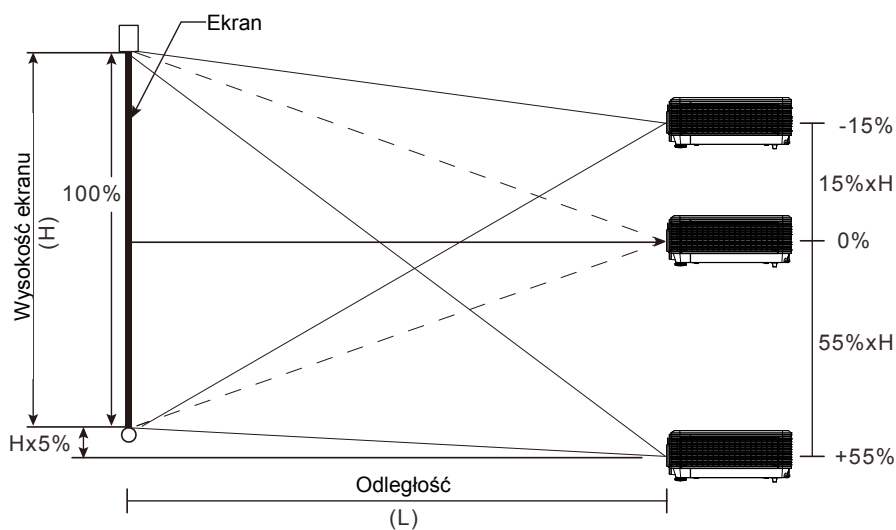 Ekran
-15%
15%xH
100%
Wysokość ekranu
(H)
0%
55%xH
Hx5%
+55%
Odległość
(L)